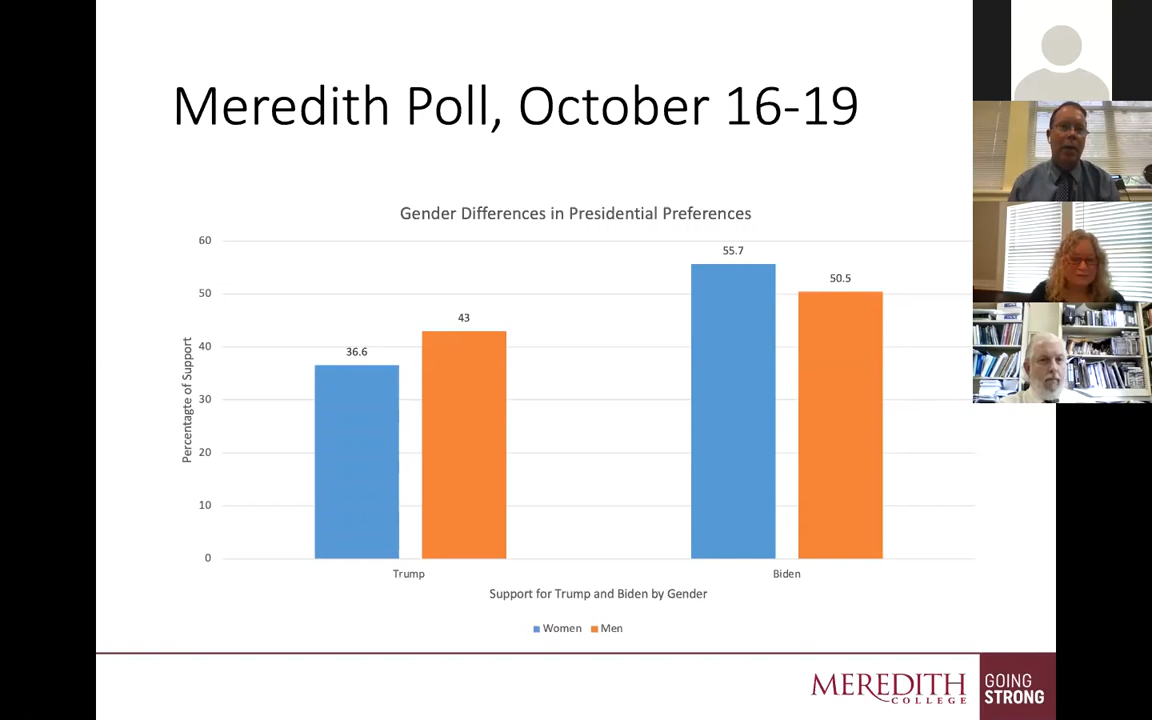 Meredith Poll, October 16-19
Gender Differences in Presidential Preferences
Percentagte of Support
60
50
40
30
20
10
0
36.6
43
55.7
50.5
Trump
Biden
Support for Trump and Biden by Gender
Women Men
MEREDITH
COLLEGE
GOING
STRONG